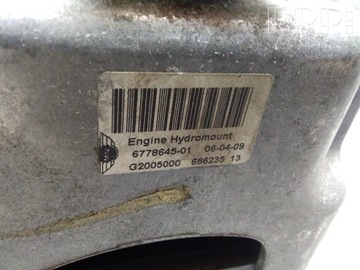 Engine Hydromount
6778645-01 06-04-09
G2005000 686235 13